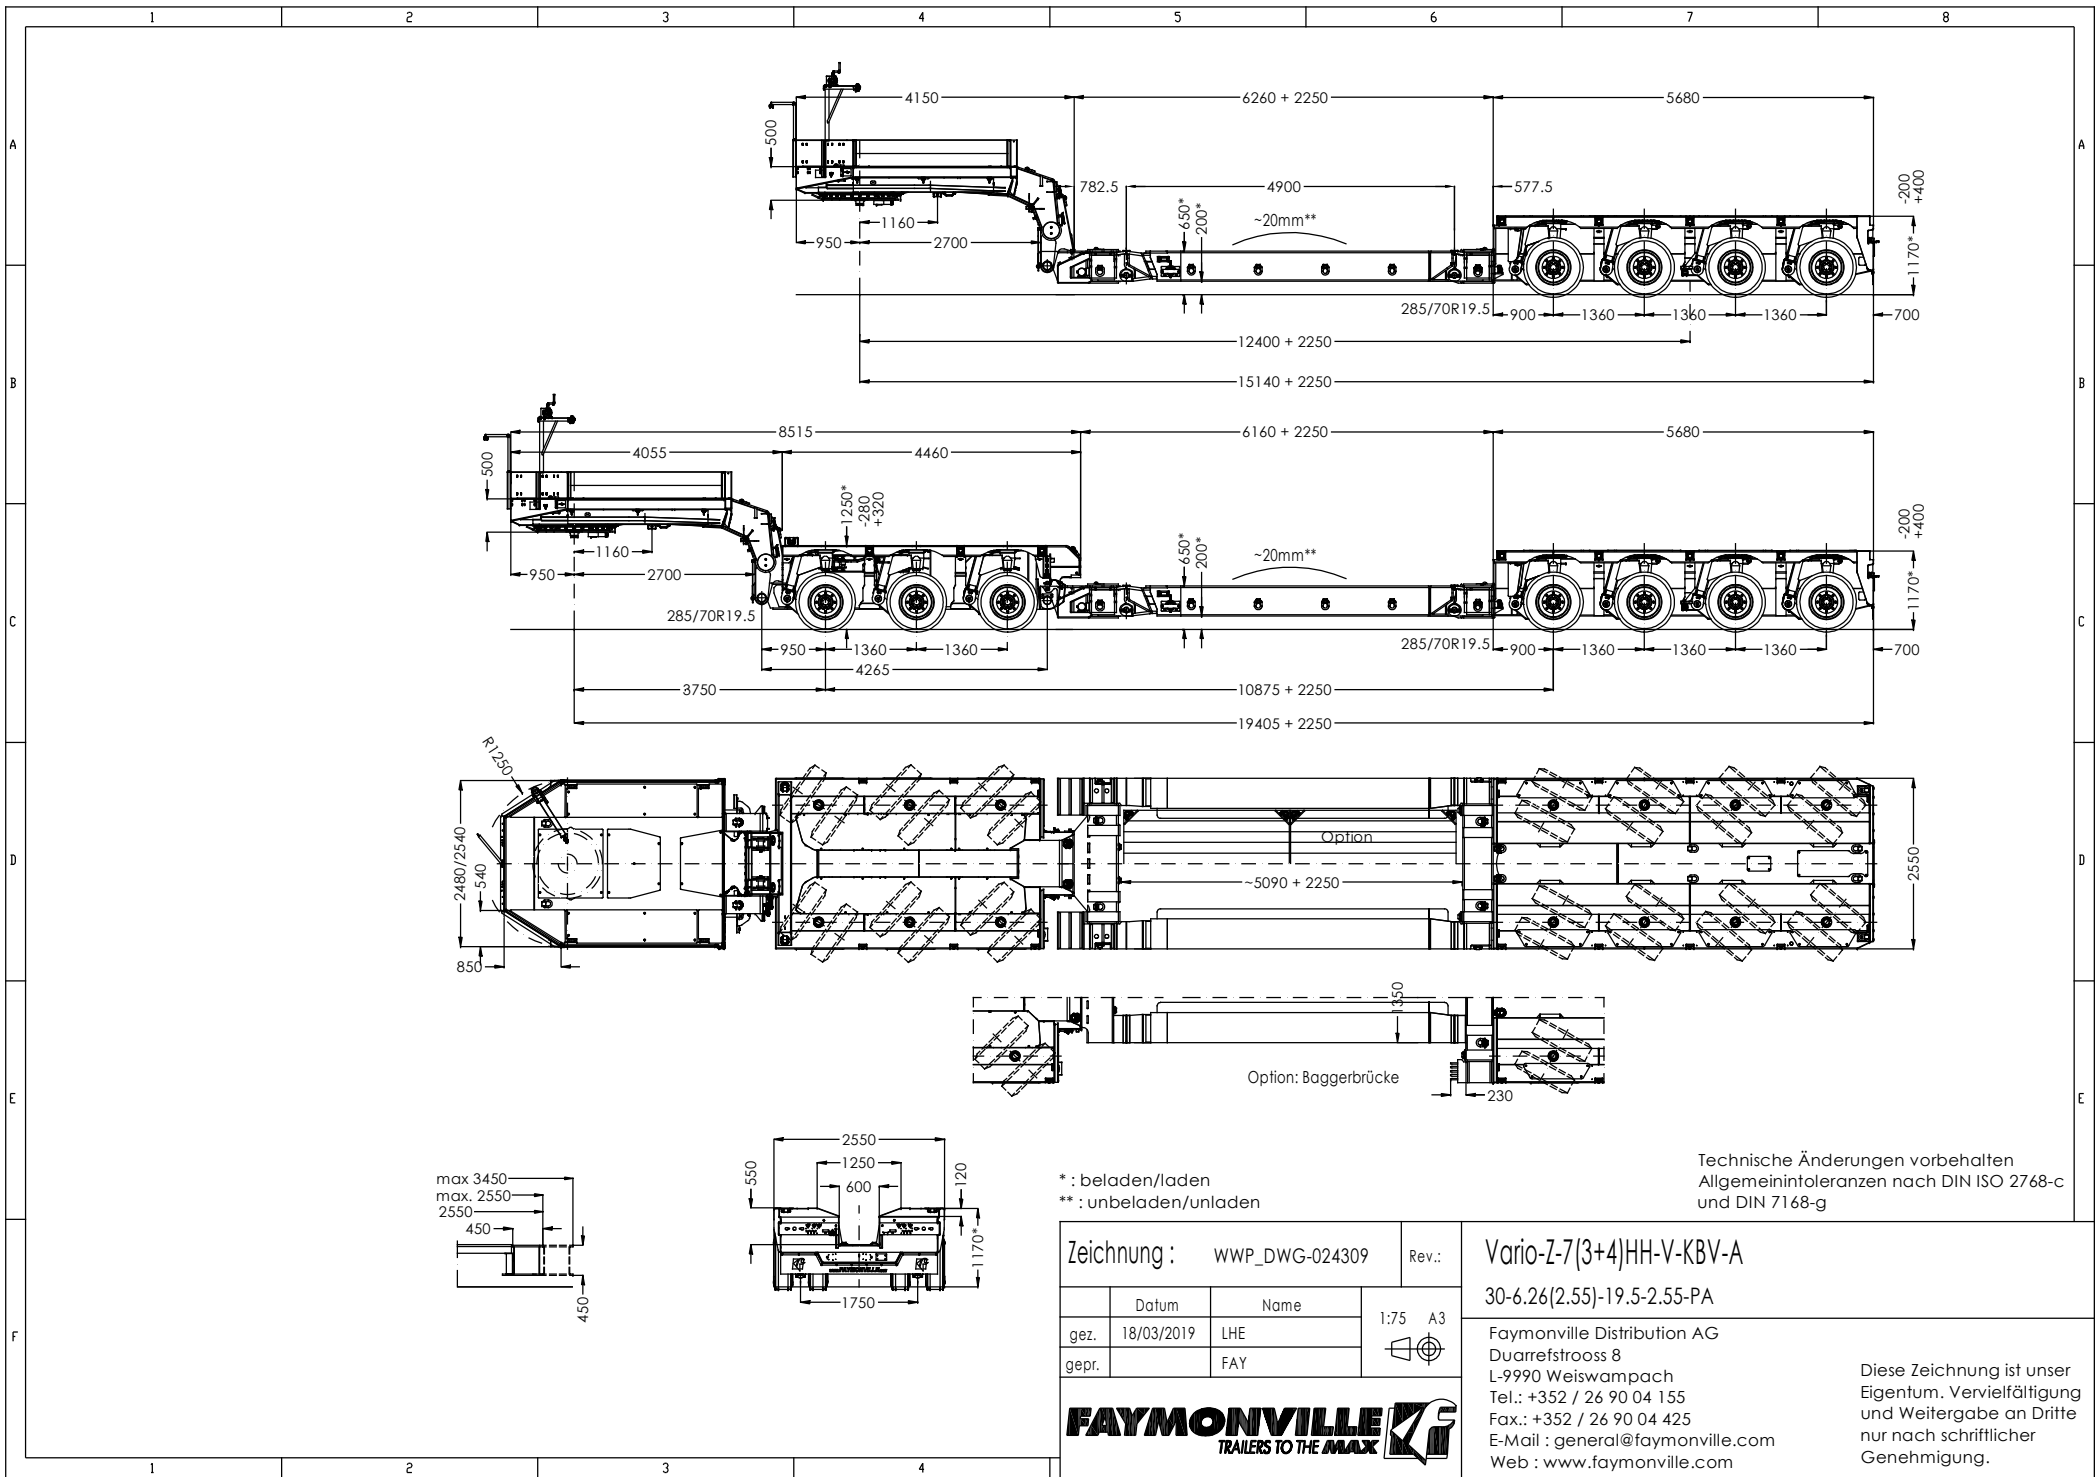 1 2 3 4 5 6 7 8
A
A
B
B
C
C
D
D
E
E
F
1 2 3 4
4150
6260 + 2250
5680
500
782.5
4900
577.5
-200
+400
650*
200*
~20mm**
1160
950
2700
1170*
285/70R19.5
900
1360
1360
1360
700
12400 + 2250
15140 + 2250
8515
6160 + 2250
5680
4055
4460
500
1250*
-280
+320
-200
+400
650*
200*
~20mm**
1160
950
2700
1170*
285/70R19.5
285/70R19.5
950
1360
1360
900
1360
1360
1360
700
4265
3750
10875 + 2250
19405 + 2250
R1250
2480/2540
540
850
Option
~5090 + 2250
2550
1350
Option: Baggerbrücke
230
max 3450
max. 2550
2550
450
450
2550
550
1250
120
600
1170*
1750
FAYMONVILLE
* : beladen/laden
** : unbeladen/unladen
Technische Änderungen vorbehalten
Allgemeinintoleranzen nach DIN ISO 2768-c
und DIN 7168-g
Zeichnung : WWP_DWG-024309 Rev.:
Vario-Z-7(3+4)HH-V-KBV-A
30-6.26(2.55)-19.5-2.55-PA
Datum Name
1:75 A3
gez. 18/03/2019 LHE
gepr. FAY
FAYMONVILLE
TRAILERS TO THE MAX
Faymonville Distribution AG
Duarrefstrooss 8
L-9990 Weiswampach
Tel.: +352 / 26 90 04 155
Fax.: +352 / 26 90 04 425
E-Mail : general@faymonville.com
Web : www.faymonville.com
Diese Zeichnung ist unser
Eigentum. Vervielfältigung
und Weitergabe an Dritte
nur nach schriftlicher
Genehmigung.